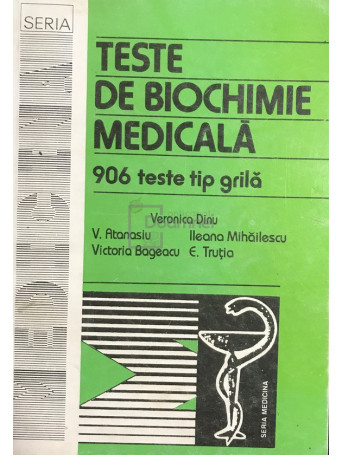 SERIA
TESTE
DE BIOCHIMIE
MEDICALĂ
906 teste tip grilă
Veronica Dinu
V. Atanasiu Ileana Mihăilescu
Victoria Bageacu E. Truția
SERIA MEDICINA